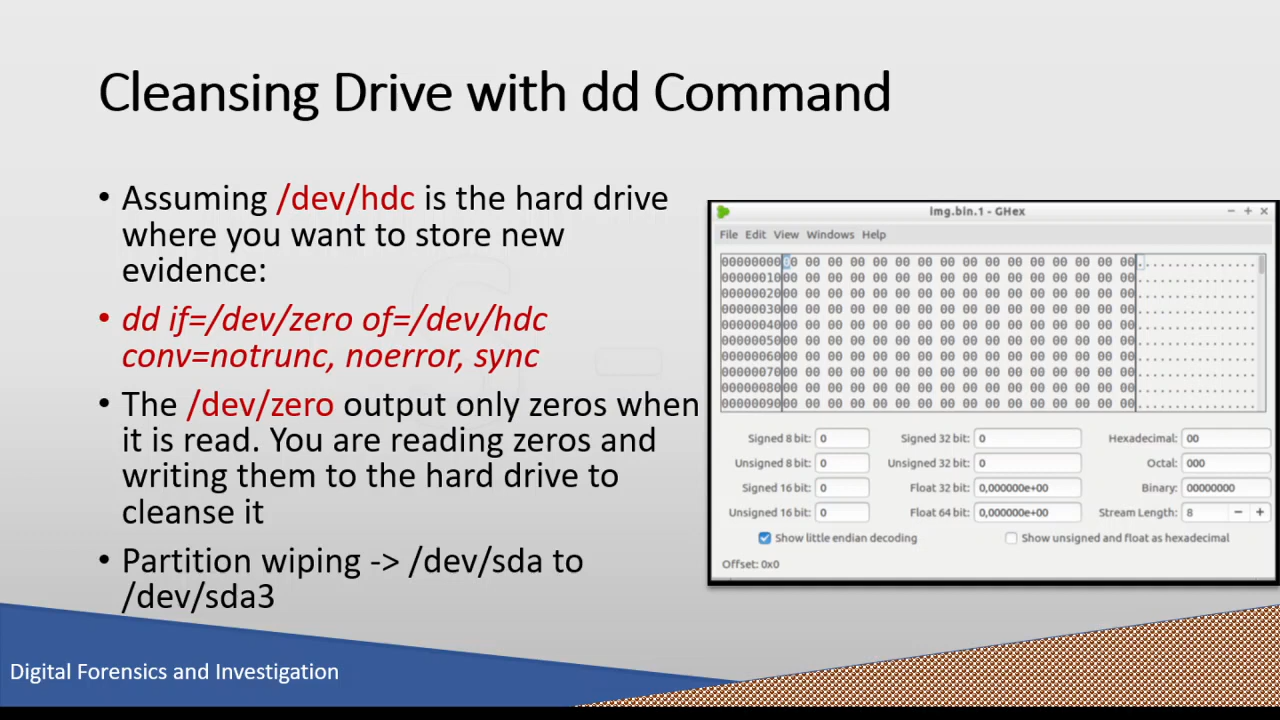 Cleansing Drive with dd Command
• Assuming /dev/hdc is the hard drive
where you want to store new
evidence:
• dd if=/dev/zero of=/dev/hdc
conv=notrunc, noerror, sync
• The /dev/zero output only zeros when
it is read. You are reading zeros and
writing them to the hard drive to
cleanse it
• Partition wiping -> /dev/sda to
/dev/sda3
img.bin.1 - GHex
File Edit View Windows Help
00000000 00 00 00 00 00 00 00 00 00 00 00 00 00 00 00 00 ................
00000010 00 00 00 00 00 00 00 00 00 00 00 00 00 00 00 00 ................
00000020 00 00 00 00 00 00 00 00 00 00 00 00 00 00 00 00 ................
00000030 00 00 00 00 00 00 00 00 00 00 00 00 00 00 00 00 ................
00000040 00 00 00 00 00 00 00 00 00 00 00 00 00 00 00 00 ................
00000050 00 00 00 00 00 00 00 00 00 00 00 00 00 00 00 00 ................
00000060 00 00 00 00 00 00 00 00 00 00 00 00 00 00 00 00 ................
00000070 00 00 00 00 00 00 00 00 00 00 00 00 00 00 00 00 ................
00000080 00 00 00 00 00 00 00 00 00 00 00 00 00 00 00 00 ................
00000090 00 00 00 00 00 00 00 00 00 00 00 00 00 00 00 00 ................
Signed 8 bit: 0 Signed 32 bit: 0 Hexadecimal: 00
Unsigned 8 bit: 0 Unsigned 32 bit: 0 Octal: 000
Signed 16 bit: 0 Float 32 bit: 0,000000e+00 Binary: 00000000
Unsigned 16 bit: 0 Float 64 bit: 0,000000e+00 Stream Length: 8 − +
Show little endian decoding Show unsigned and float as hexadecimal
Offset: 0x0
Digital Forensics and Investigation